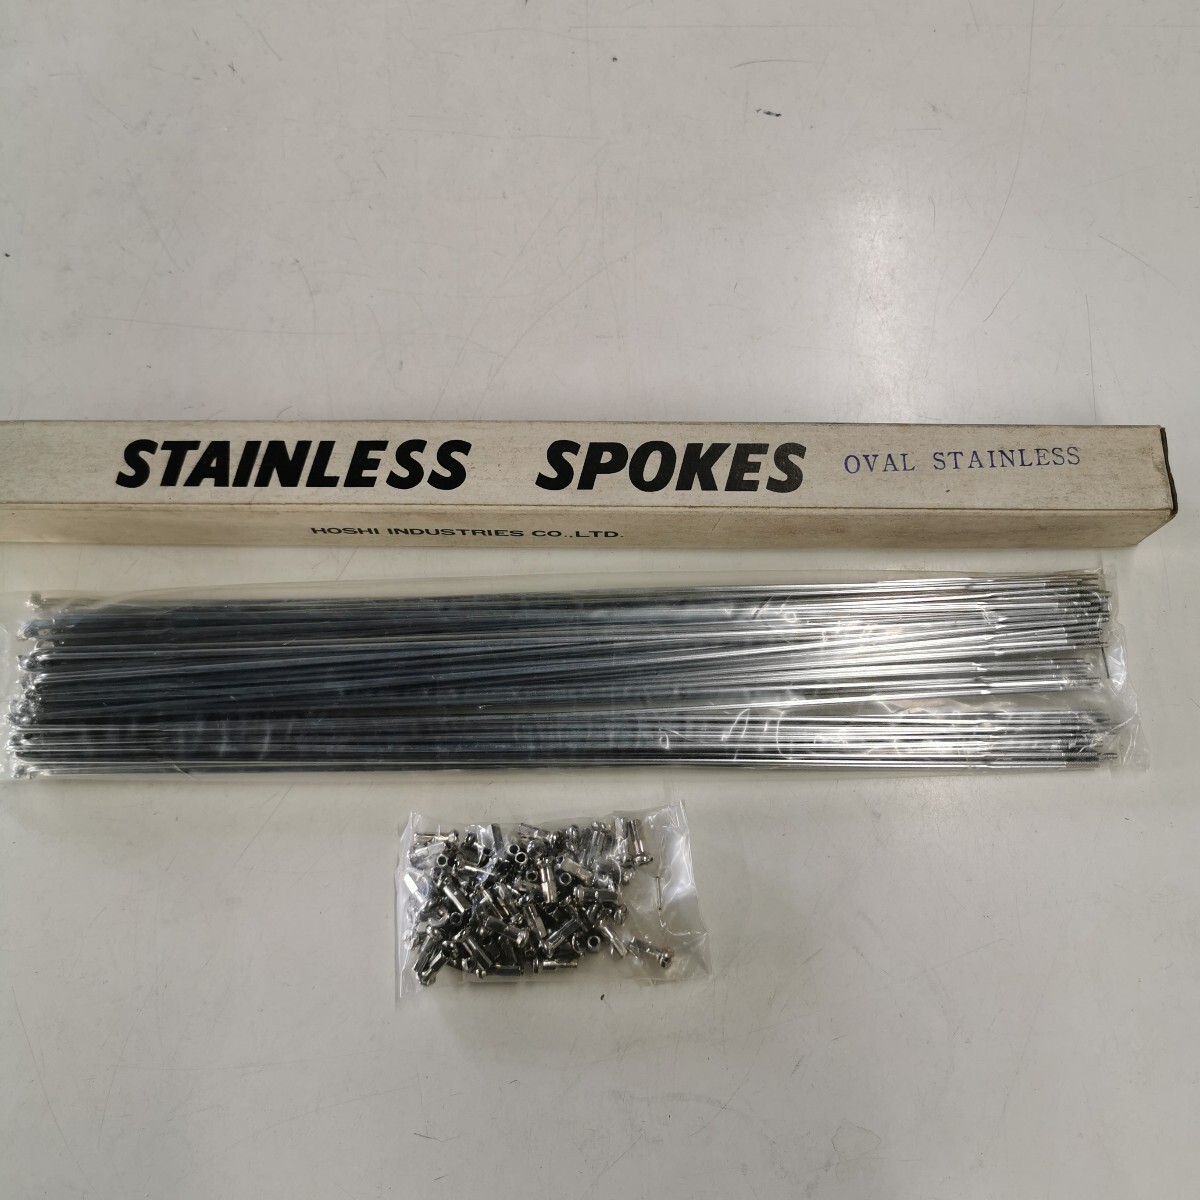 STAINLESS SPOKES OVAL STAINLESS
HOSHI INDUSTRIES CO.,LTD.